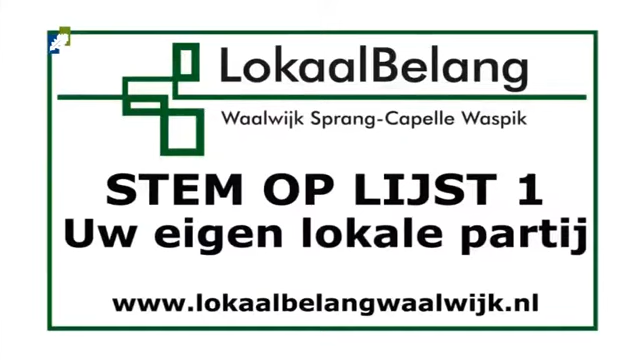 LokaalBelang
Waalwijk Sprang-Capelle Waspik
STEM OP LIJST 1
Uw eigen lokale partij
www.lokaalbelangwaalwijk.nl